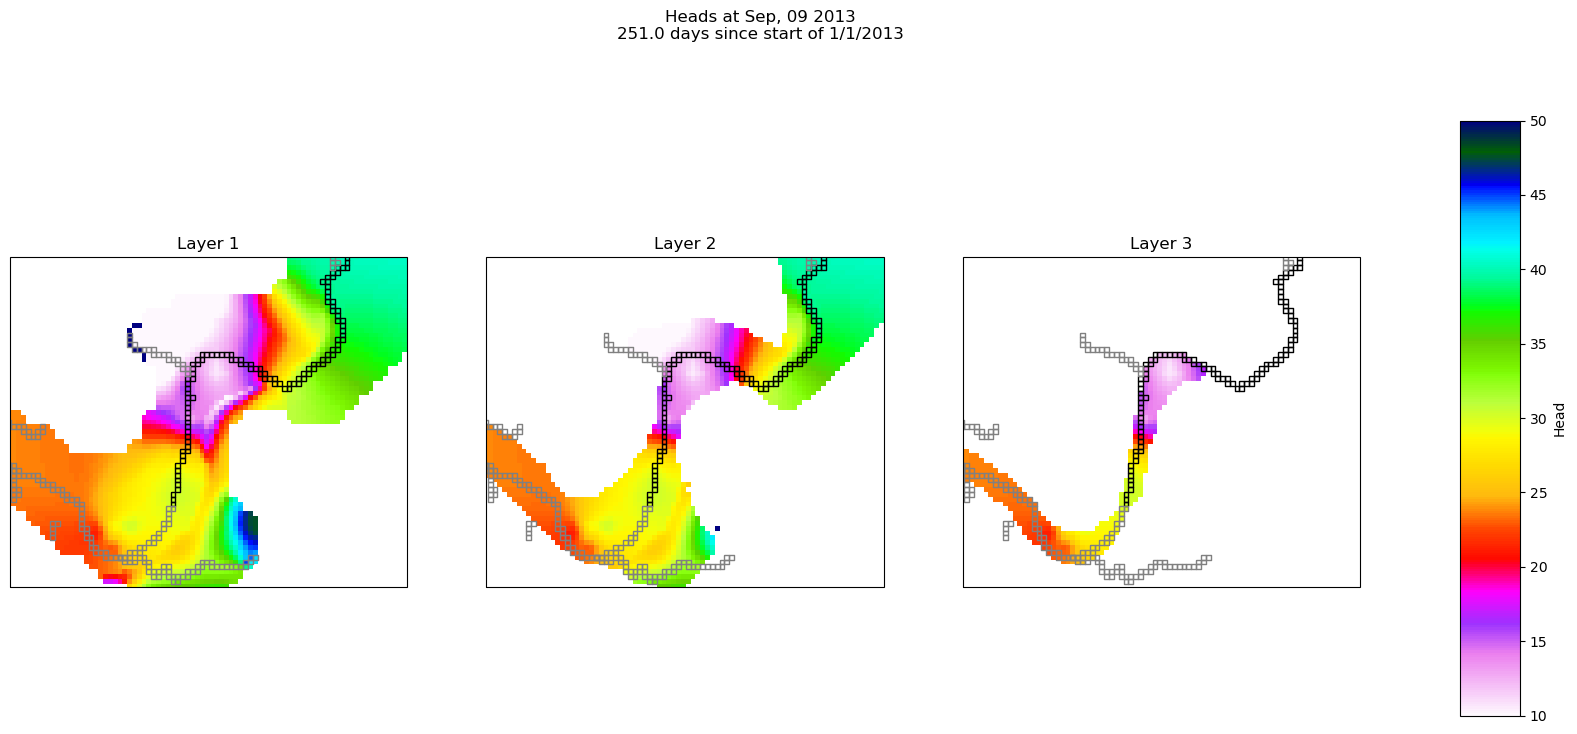 Heads at Sep, 09 2013
251.0 days since start of 1/1/2013
Layer 1
Layer 2
Layer 3
50
45
40
35
30
25
20
15
10
Head